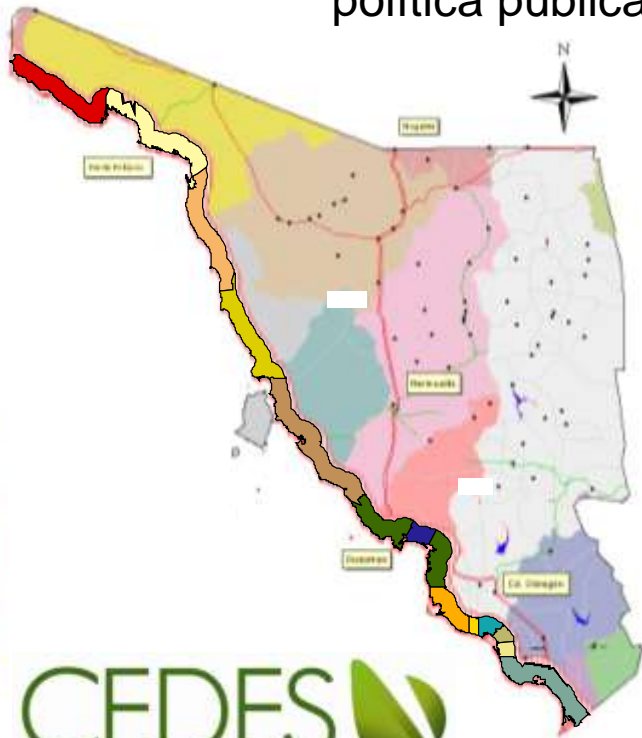 política pública
N
Nogales
Hermosillo
Guaymas
Cd. Obregón
CEDES